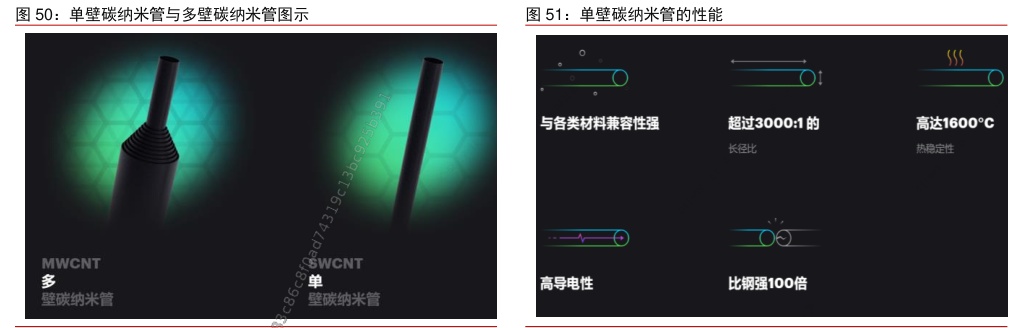 图 50：单壁碳纳米管与多壁碳纳米管图示
MWCNT
多
壁碳纳米管
SWCNT
单
壁碳纳米管
图 51：单壁碳纳米管的性能
与各类材料兼容性强
超过3000:1 的
长径比
高达1600°C
热稳定性
高导电性
比钢强100倍